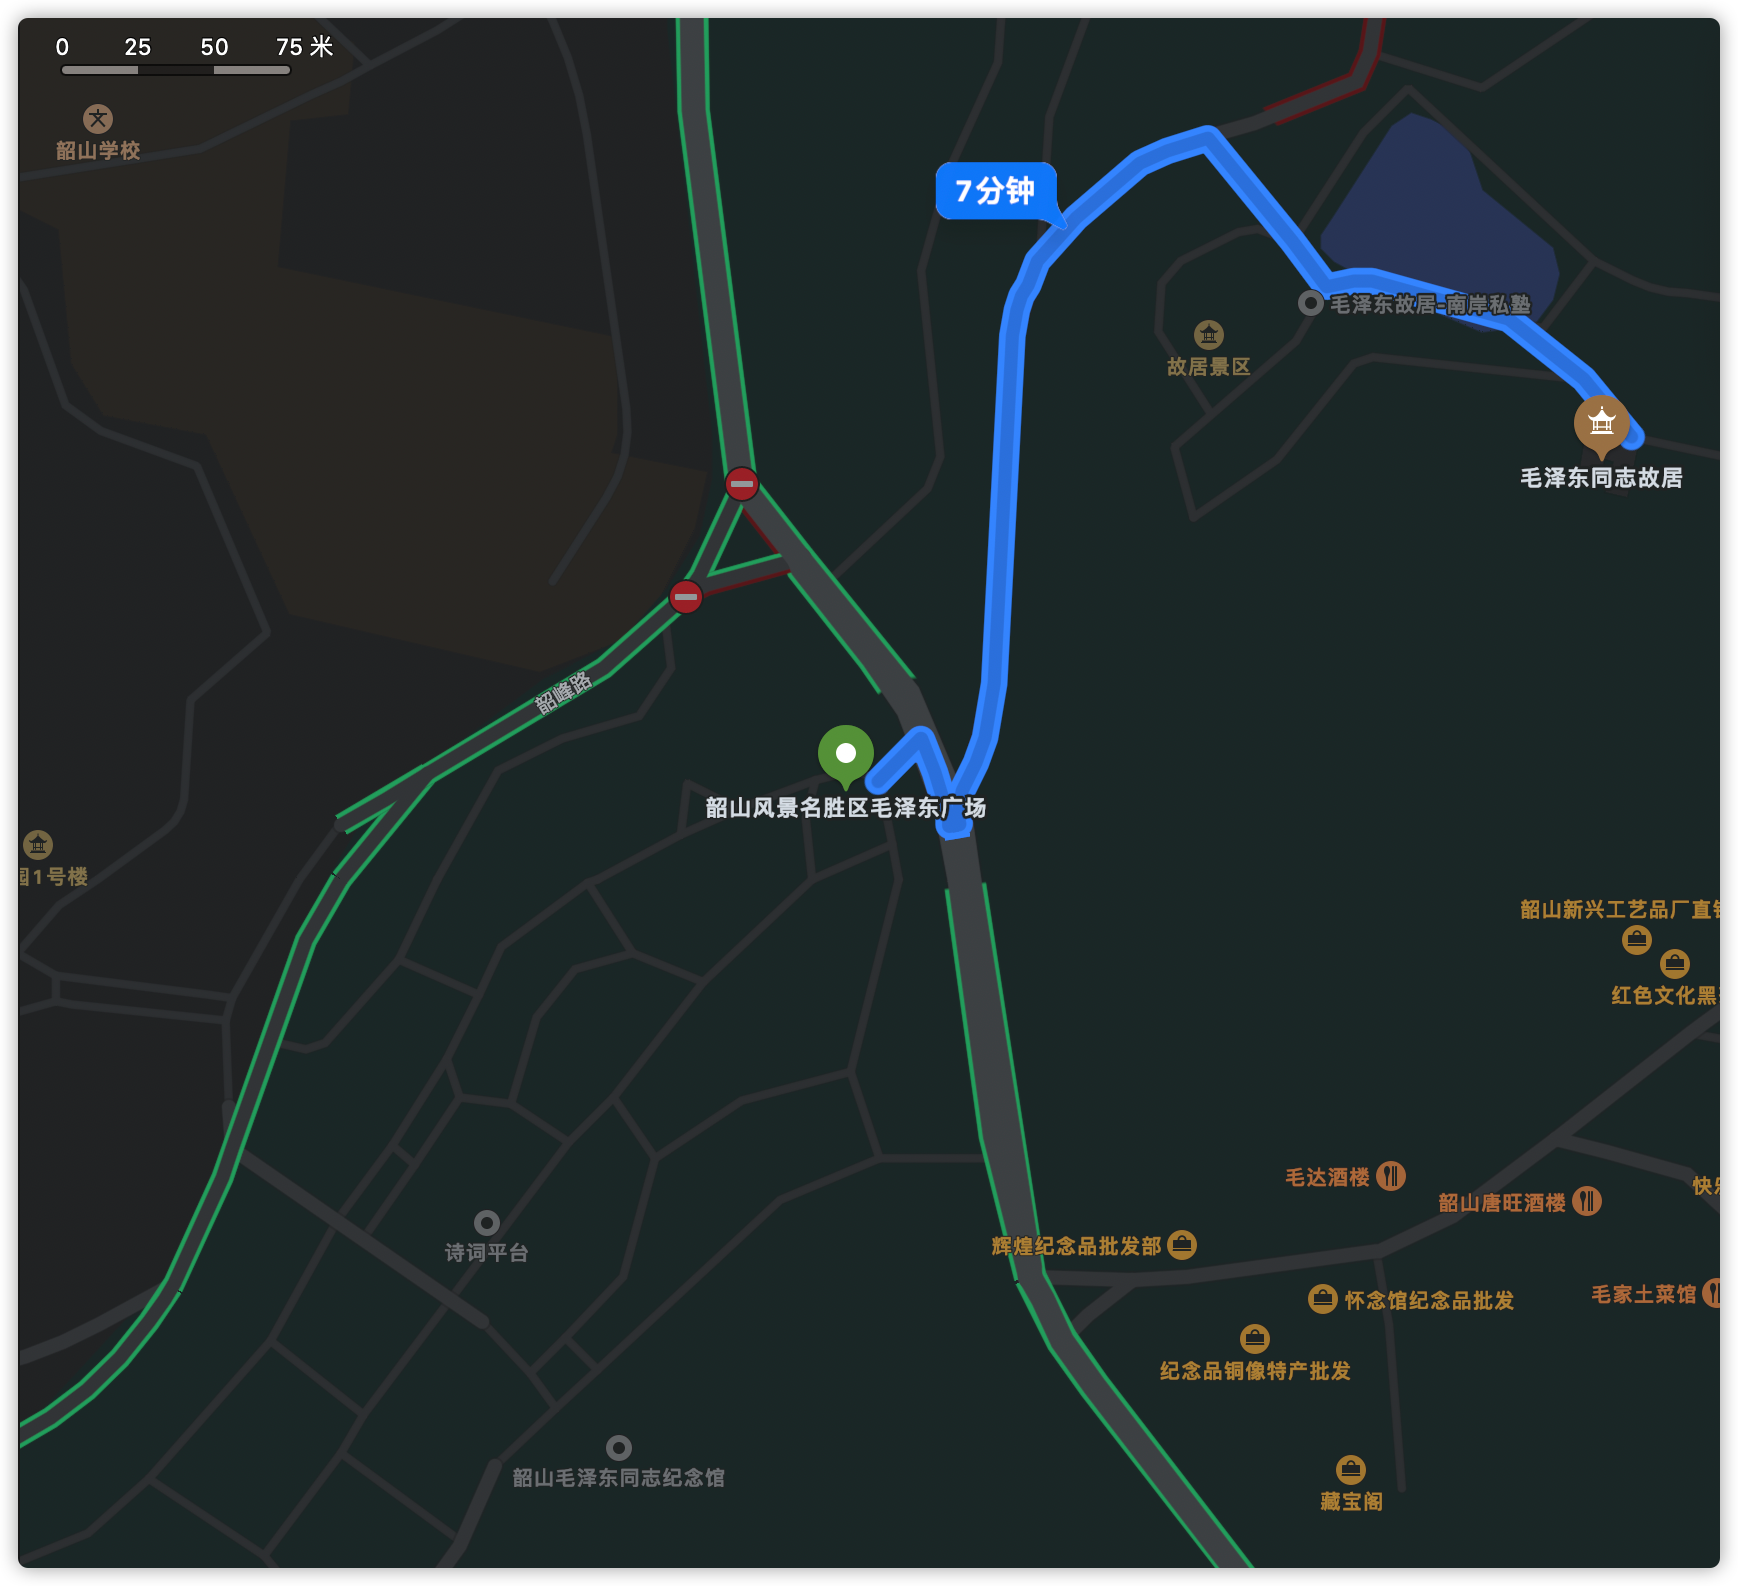 0 25 50 75 米
韶山学校
7分钟
毛泽东故居-南岸私塾
故居景区
毛泽东同志故居
韶峰路
韶山风景名胜区毛泽东广场
园1号楼
韶山新兴工艺品厂直
红色文化黑
毛达酒楼
韶山唐旺酒楼
快
辉煌纪念品批发部
诗词平台
怀念馆纪念品批发
毛家土菜馆
纪念品铜像特产批发
韶山毛泽东同志纪念馆
藏宝阁